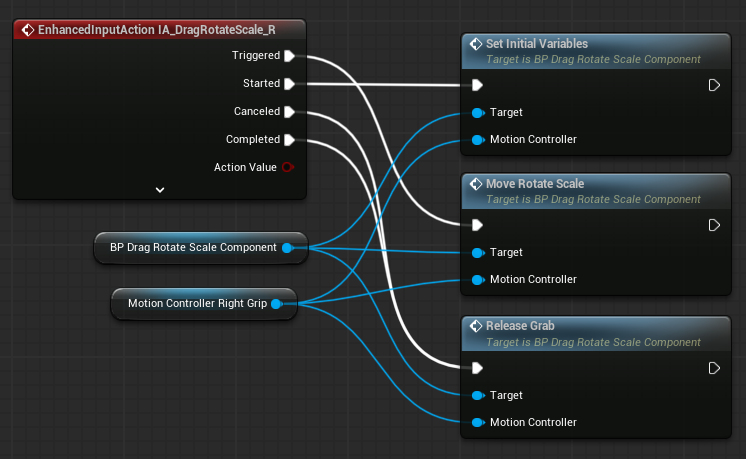 EnhancedInputAction IA_DragRotateScale_R
Triggered
Started
Canceled
Completed
Action Value
BP Drag Rotate Scale Component
Motion Controller Right Grip
Set Initial Variables
Target is BP Drag Rotate Scale Component
Target
Motion Controller
Move Rotate Scale
Target is BP Drag Rotate Scale Component
Target
Motion Controller
Release Grab
Target is BP Drag Rotate Scale Component
Target
Motion Controller